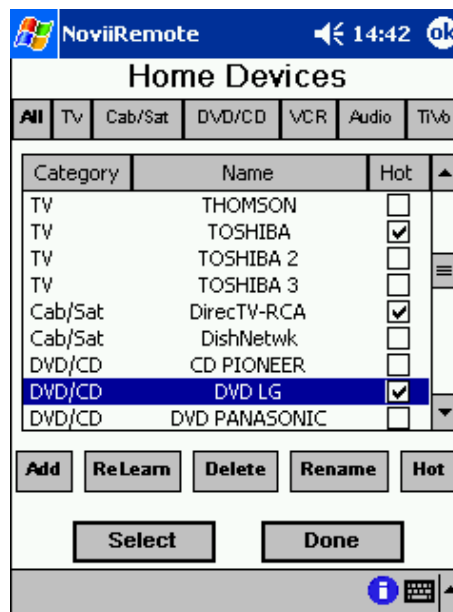 NoviiRemote 14:42 ok
Home Devices
All TV Cab/Sat DVD/CD VCR Audio TiVo
Category Name Hot
TV THOMSON
TV TOSHIBA
TV TOSHIBA 2
TV TOSHIBA 3
Cab/Sat DirecTV-RCA
Cab/Sat DishNetwk
DVD/CD CD PIONEER
DVD/CD DVD LG
DVD/CD DVD PANASONIC
Add ReLearn Delete Rename Hot
Select Done